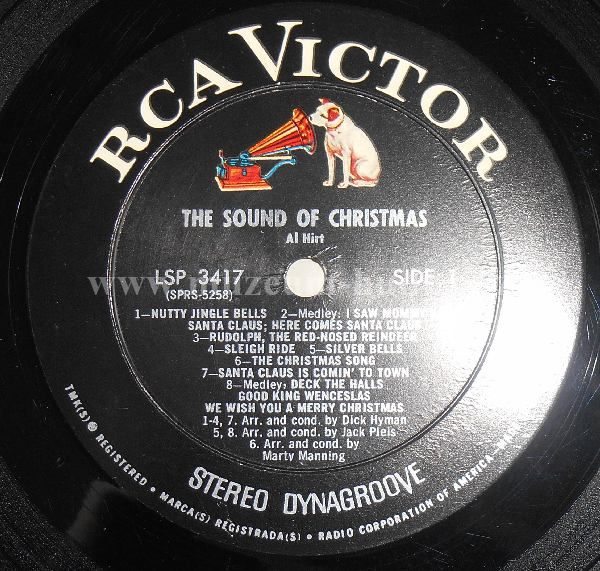 RCA VICTOR
THE SOUND OF CHRISTMAS
Al Hirt
LSP 3417
(SPRS-5258)
SIDE 1
1—NUTTY JINGLE BELLS 2—Medley: I SAW MOMMY
SANTA CLAUS; HERE COMES SANTA CLAUS
3—RUDOLPH, THE RED-NOSED REINDEER
4—SLEIGH RIDE 5—SILVER BELLS
6—THE CHRISTMAS SONG
7—SANTA CLAUS IS COMIN' TO TOWN
8—Medley: DECK THE HALLS
GOOD KING WENCESLAS
WE WISH YOU A MERRY CHRISTMAS
1-4, 7. Arr. and cond. by Dick Hyman
5, 8. Arr. and cond. by Jack Pleis
6. Arr. and cond. by
Marty Manning
STEREO DYNAGROOVE
TMK(S) ® REGISTERED • MARCA(S) REGISTRADA(S) • RADIO CORPORATION OF AMERICA